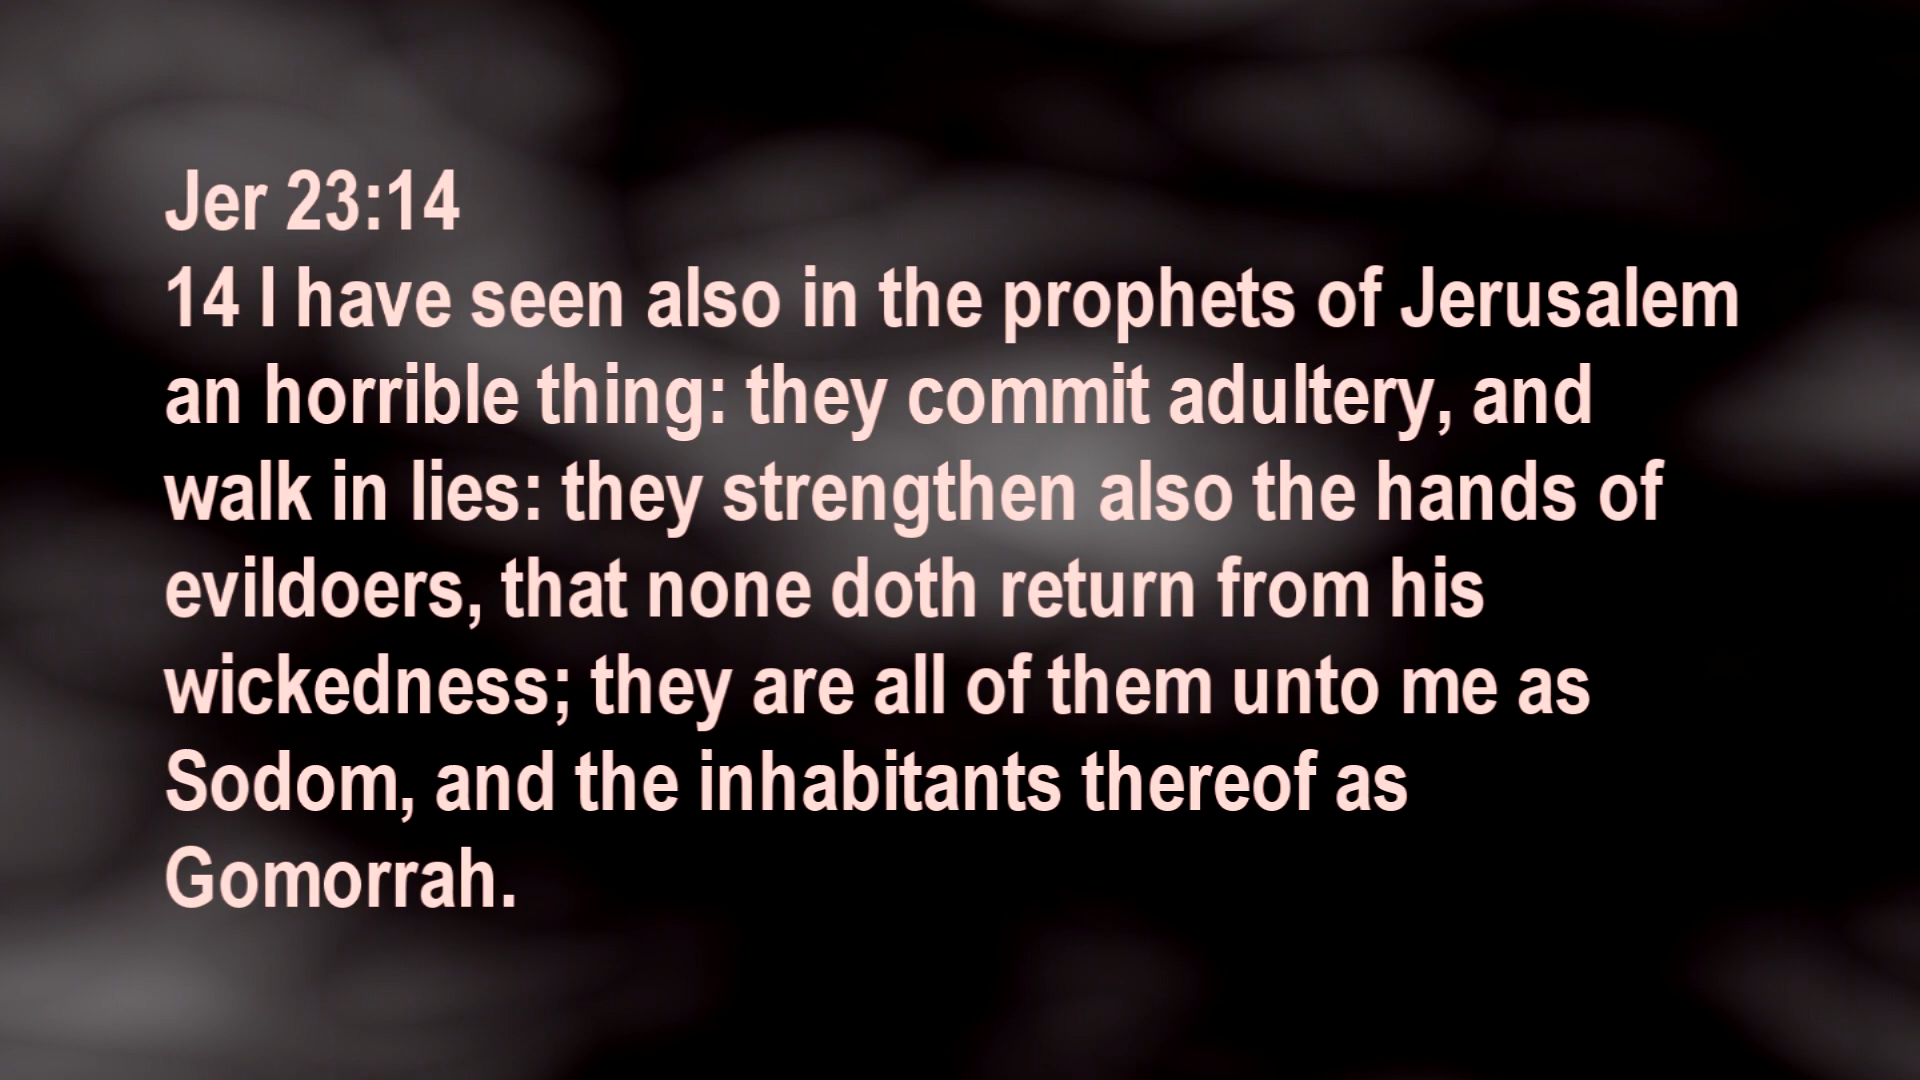 Jer 23:14
14 I have seen also in the prophets of Jerusalem
an horrible thing: they commit adultery, and
walk in lies: they strengthen also the hands of
evildoers, that none doth return from his
wickedness; they are all of them unto me as
Sodom, and the inhabitants thereof as
Gomorrah.